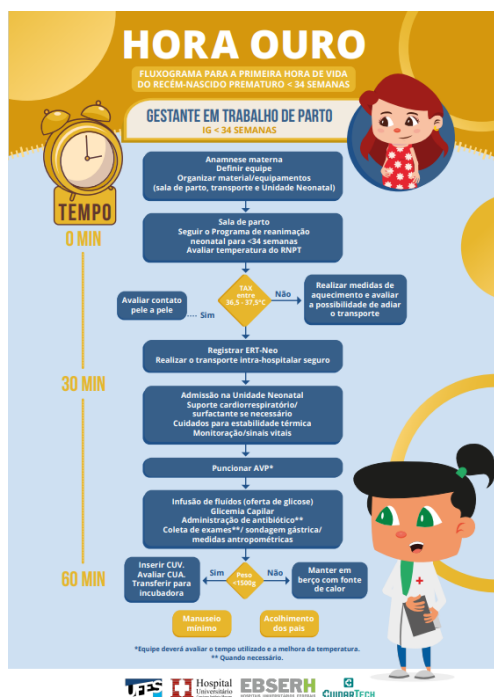 HORA OURO
FLUXOGRAMA PARA A PRIMEIRA HORA DE VIDA
DO RECÉM-NASCIDO PREMATURO < 34 SEMANAS
GESTANTE EM TRABALHO DE PARTO
IG < 34 SEMANAS
Anamnese materna
Definir equipe
Organizar material/equipamentos
(sala de parto, transporte e Unidade Neonatal)
TEMPO
0 MIN
Sala de parto
Seguir o Programa de reanimação
neonatal para <34 semanas
Avaliar temperatura do RNPT
Avaliar contato
pele a pele
Sim
TAX
entre
36,5 - 37,5°C
Não
Realizar medidas de
aquecimento e avaliar
a possibilidade de adiar
o transporte
Registrar ERT-Neo
Realizar o transporte intra-hospitalar seguro
30 MIN
Admissão na Unidade Neonatal
Suporte cardiorrespiratório/
surfactante se necessário
Cuidados para estabilidade térmica
Monitoração/sinais vitais
Puncionar AVP*
Infusão de fluídos (oferta de glicose)
Glicemia Capilar
Administração de antibiótico**
Coleta de exames**/ sondagem gástrica/
medidas antropométricas
60 MIN
Inserir CUV.
Avaliar CUA.
Transferir para
incubadora
Sim
Peso
<1500g
Não
Manter em
berço com fonte
de calor
Manuseio
mínimo
Acolhimento
dos pais
*Equipe deverá avaliar o tempo utilizado e a melhora da temperatura.
** Quando necessário.
UFES
Hospital
Universitário
EBSERH
HOSPITAIS UNIVERSITÁRIOS FEDERAIS
CUIDARTECH